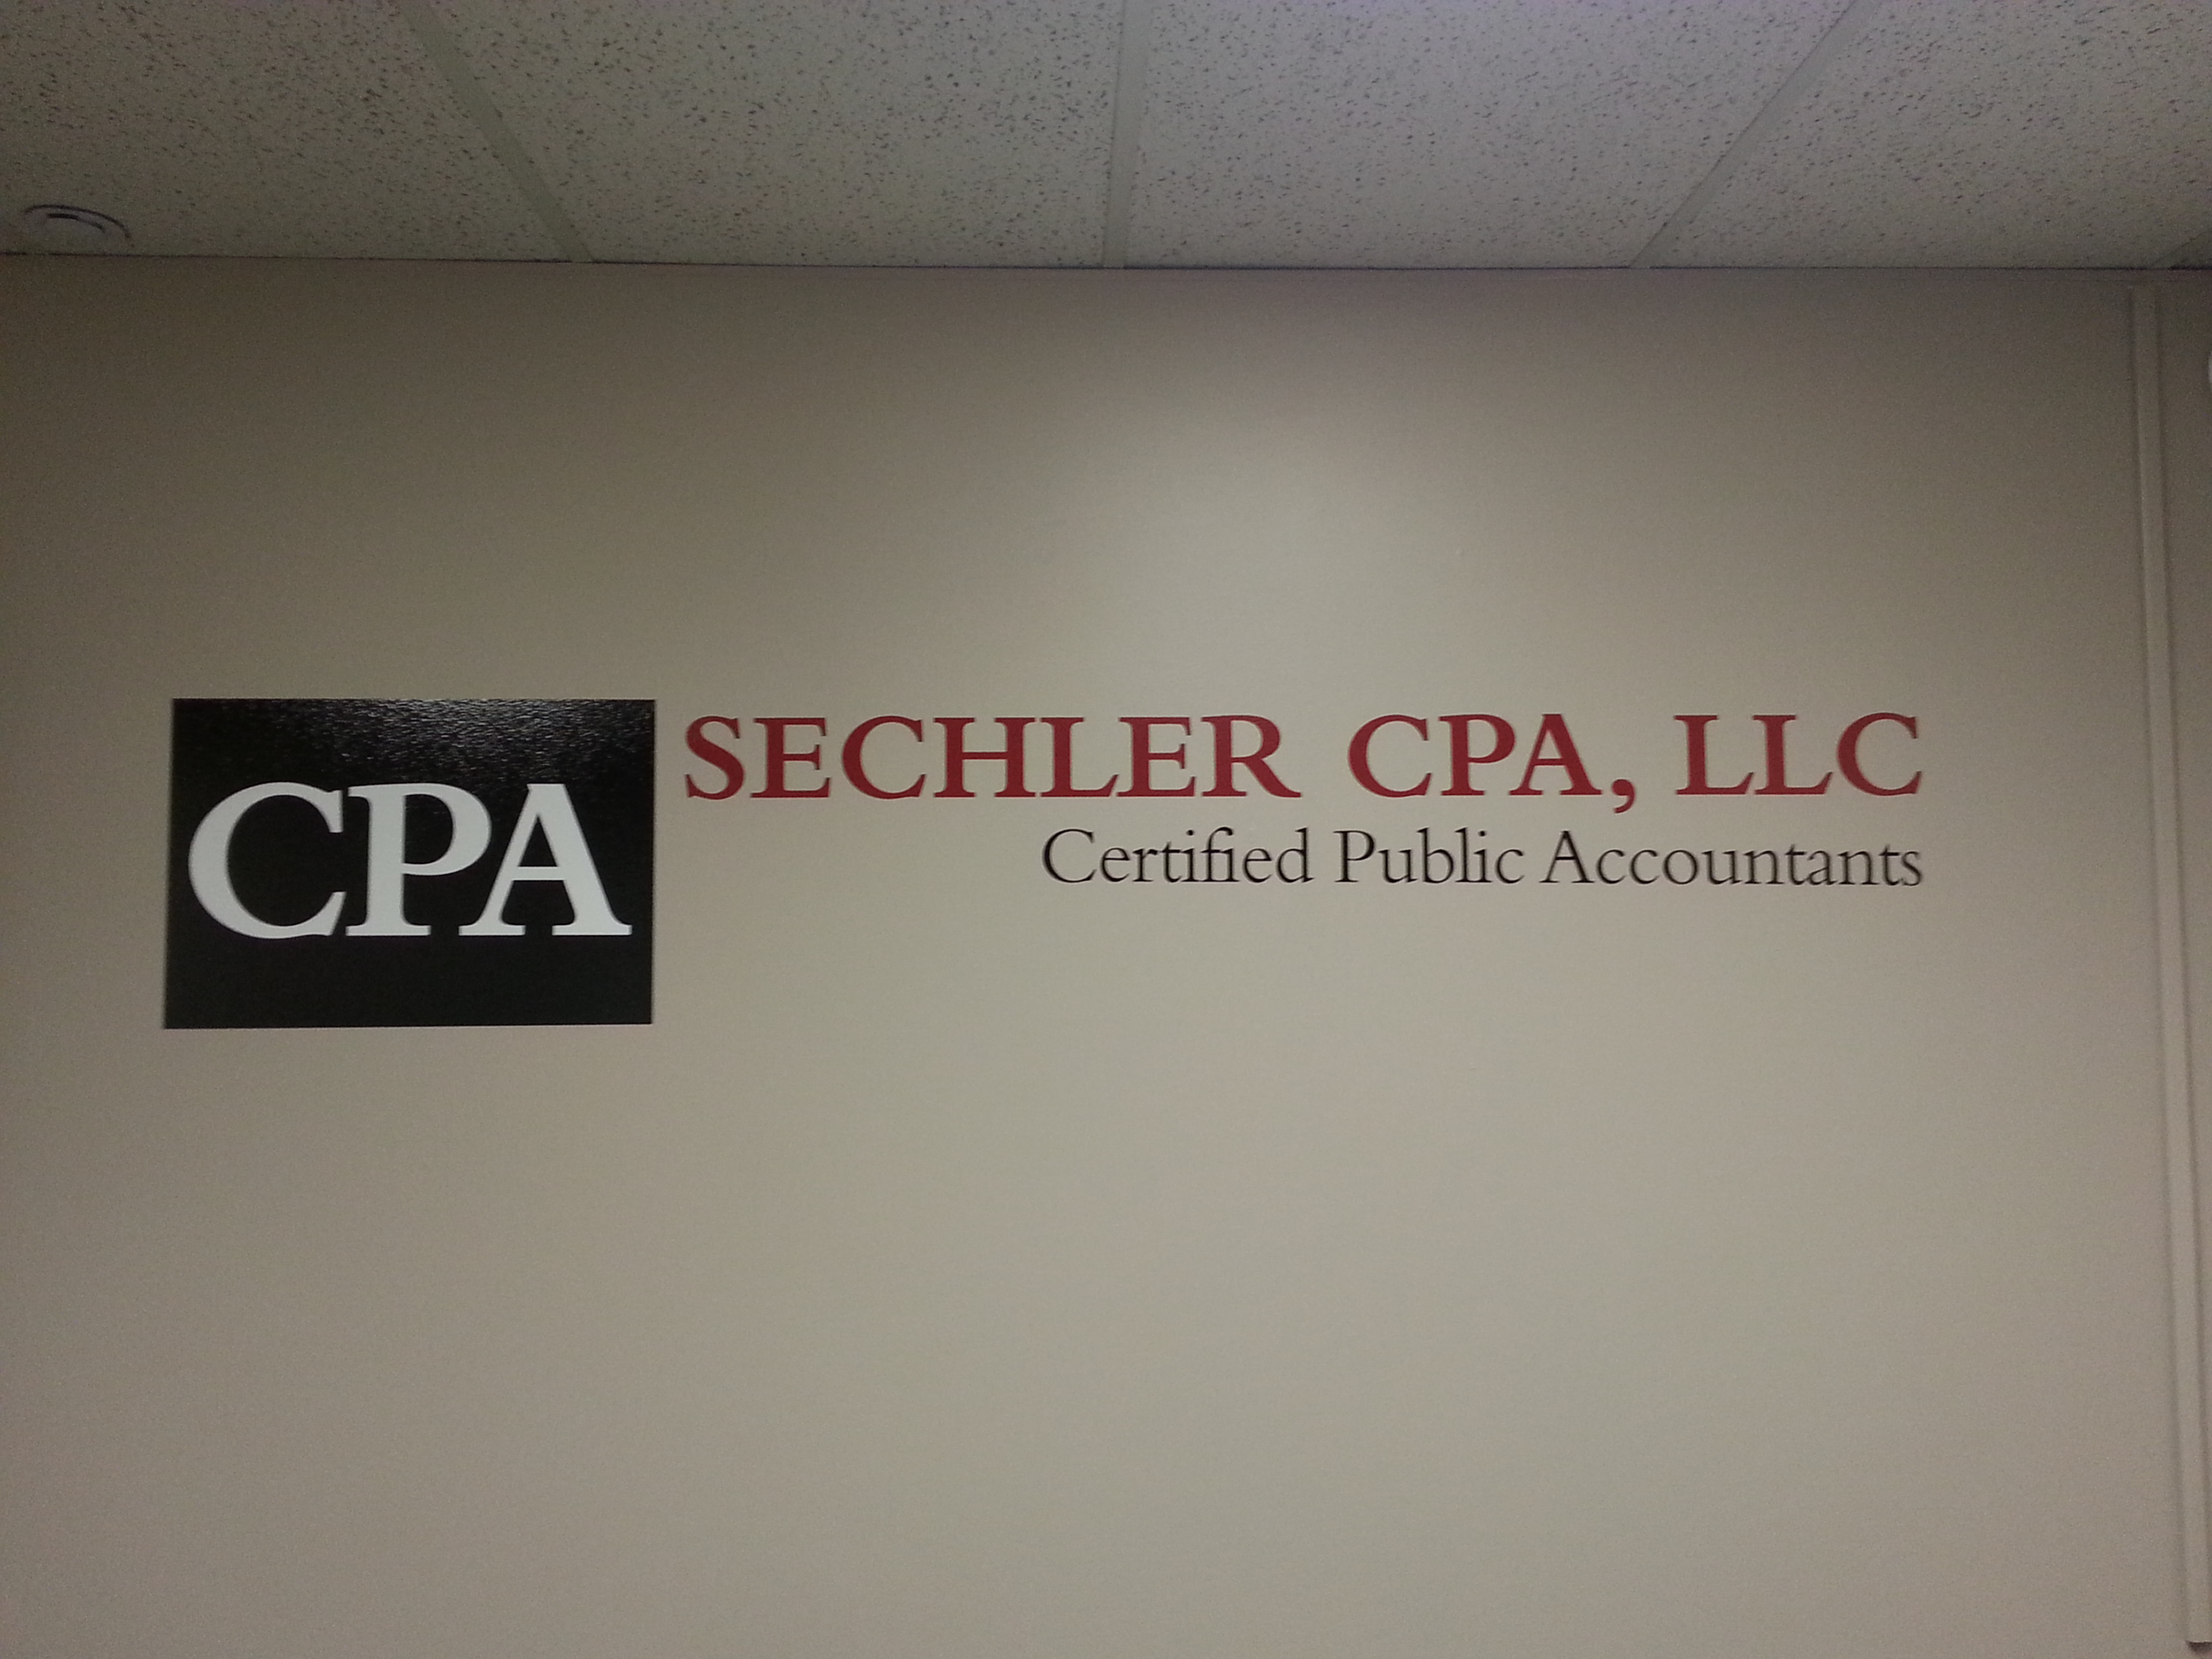 CPA
SECHLER CPA, LLC
Certified Public Accountants